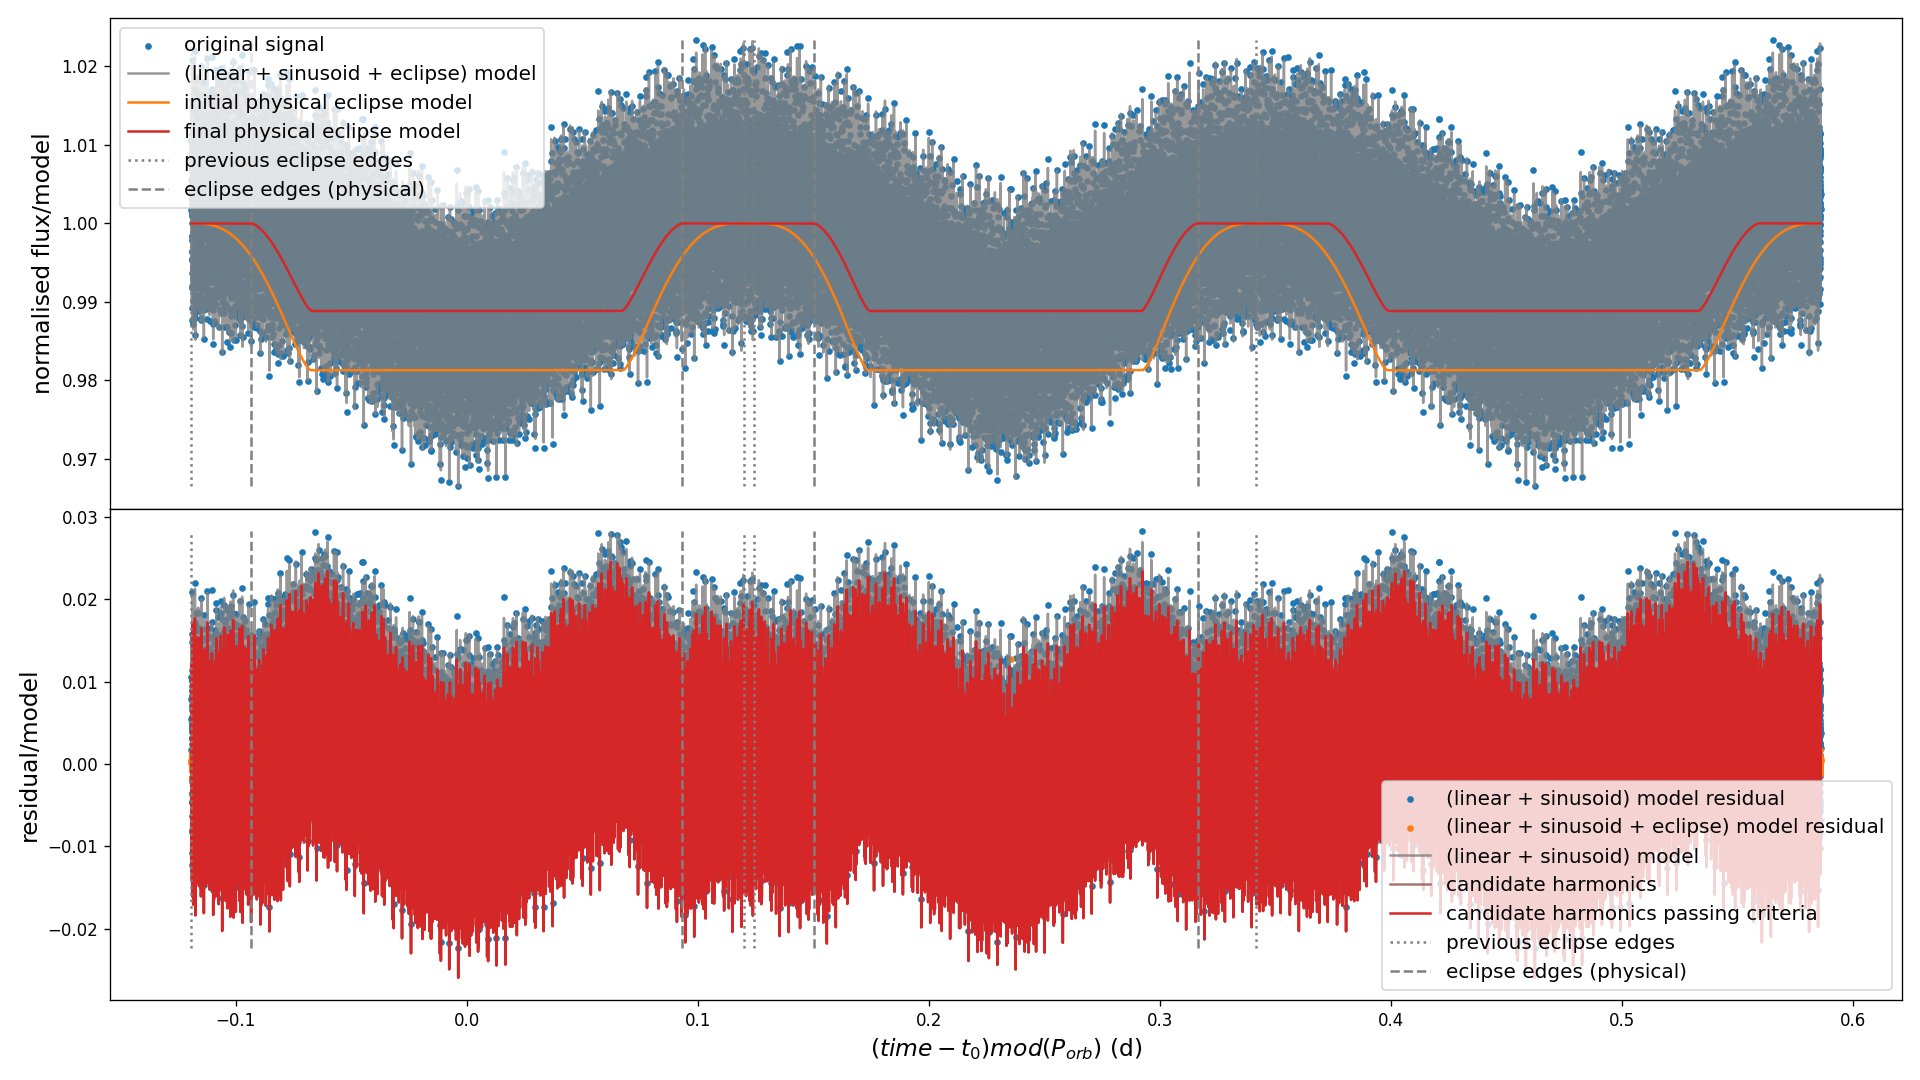 original signal
(linear + sinusoid + eclipse) model
initial physical eclipse model
final physical eclipse model
previous eclipse edges
eclipse edges (physical)
normalised flux/model
1.02
1.01
1.00
0.99
0.98
0.97
residual/model
0.03
0.02
0.01
0.00
−0.01
−0.02
(linear + sinusoid) model residual
(linear + sinusoid + eclipse) model residual
(linear + sinusoid) model
candidate harmonics
candidate harmonics passing criteria
previous eclipse edges
eclipse edges (physical)
−0.1 0.0 0.1 0.2 0.3 0.4 0.5 0.6
(time − t₀)mod(P_orb) (d)